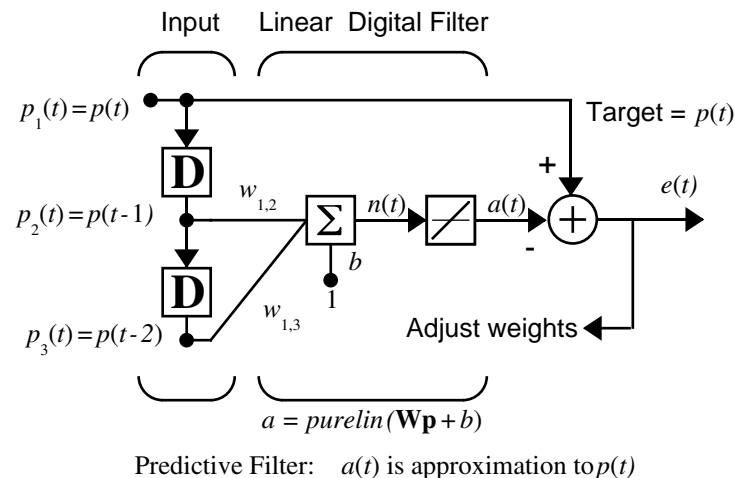 Input
Linear Digital Filter
p1(t) = p(t)
Target = p(t)
D
+
e(t)
w1,2
n(t)
a(t)
p2(t) = p(t-1)
Σ
+
-
b
D
1
w1,3
Adjust weights
p3(t) = p(t-2)
a = purelin(Wp + b)
Predictive Filter: a(t) is approximation to p(t)